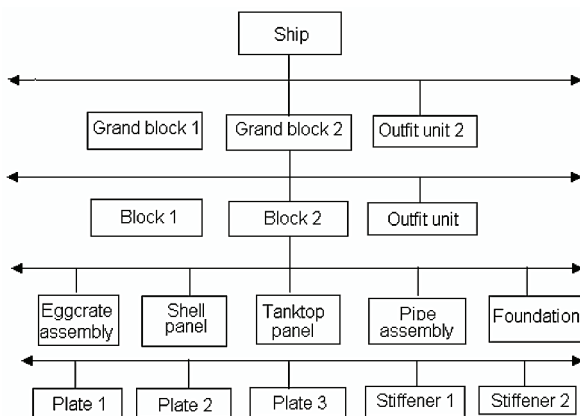 Ship
Grand block 1
Grand block 2
Outfit unit 2
Block 1
Block 2
Outfit unit
Eggcrate
assembly
Shell
panel
Tanktop
panel
Pipe
assembly
Foundation
Plate 1
Plate 2
Plate 3
Stiffener 1
Stiffener 2